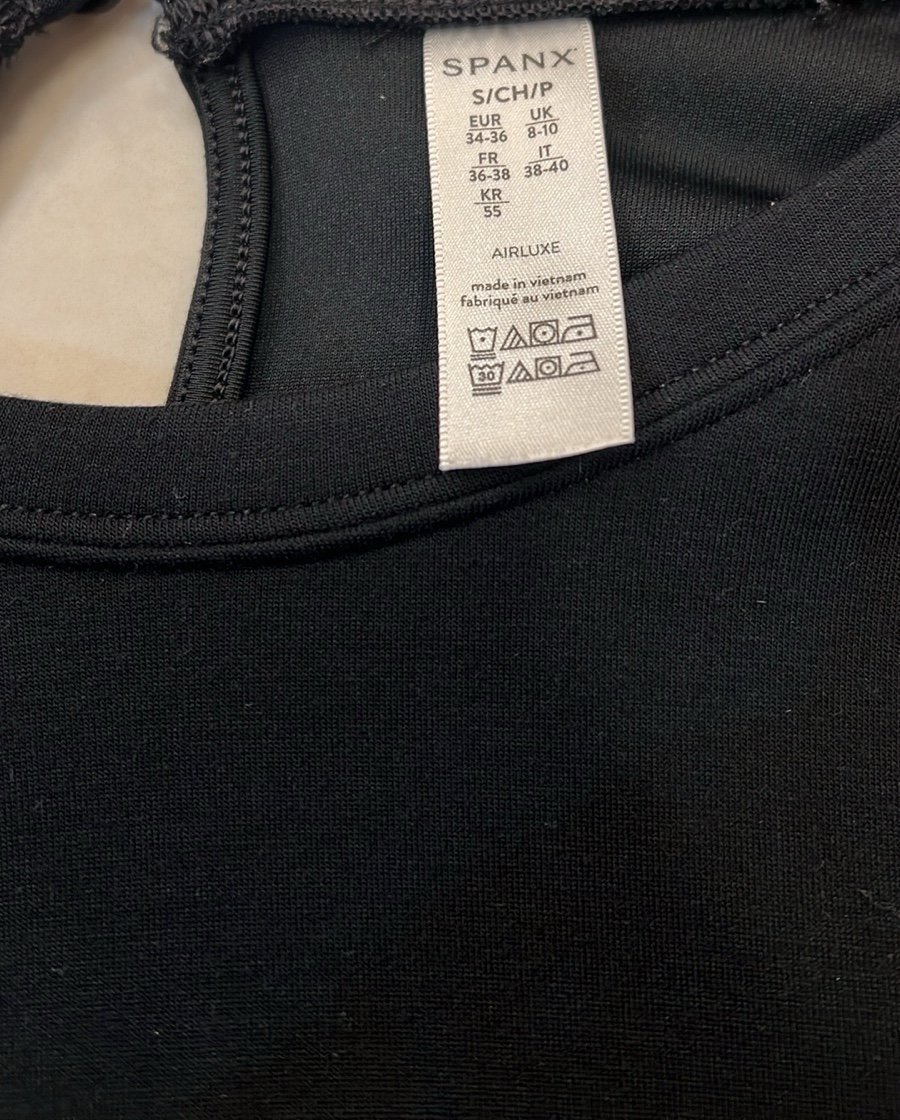 SPANX
S/CH/P
EUR UK
34-36 8-10
FR IT
36-38 38-40
KR
55
AIRLUXE
made in vietnam
fabriqué au vietnam
30